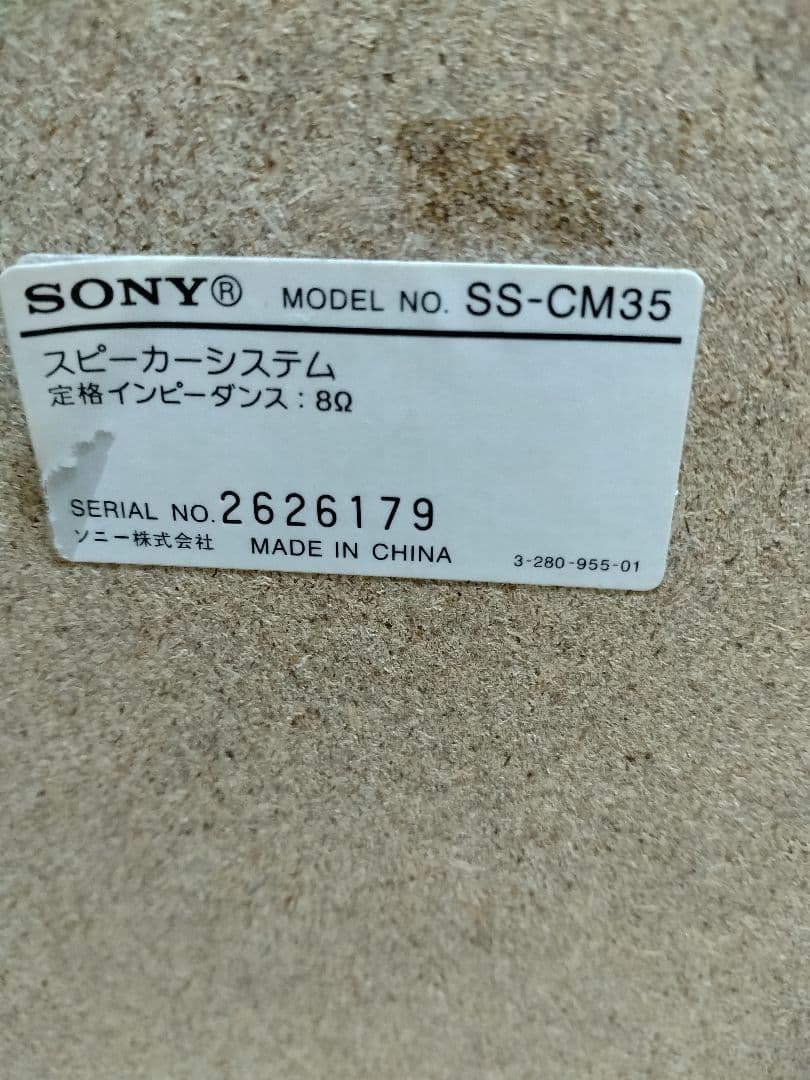 SONY® MODEL NO. SS-CM35
スピーカーシステム
定格インピーダンス：8Ω
SERIAL NO. 2626179
ソニー株式会社 MADE IN CHINA 3-280-955-01